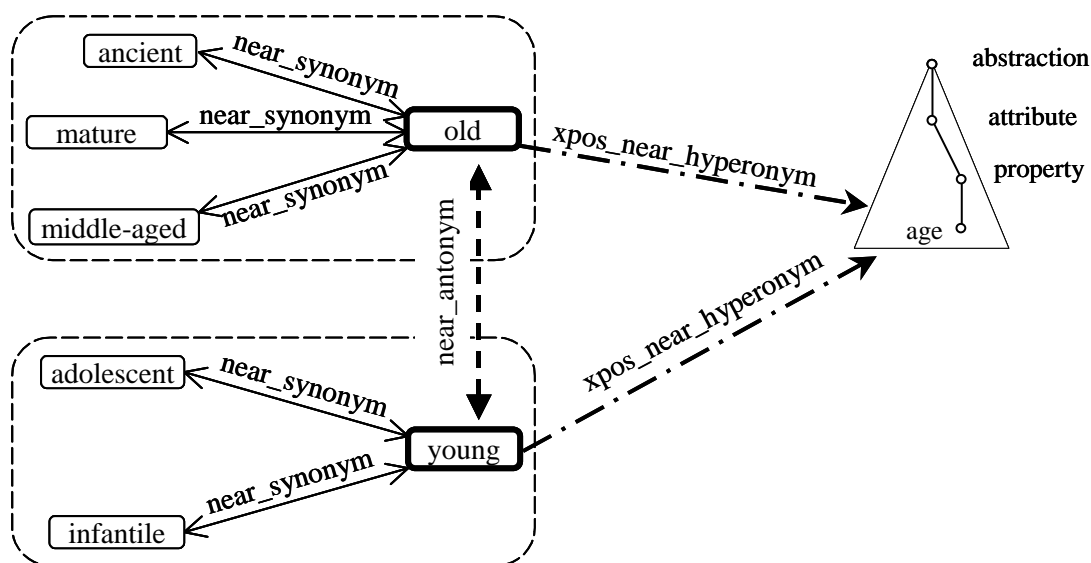 ancient
near_synonym
mature
near_synonym
old
middle-aged
near_synonym
near_antonym
adolescent
near_synonym
young
infantile
near_synonym
xpos_near_hyperonym
xpos_near_hyperonym
abstraction
attribute
property
age